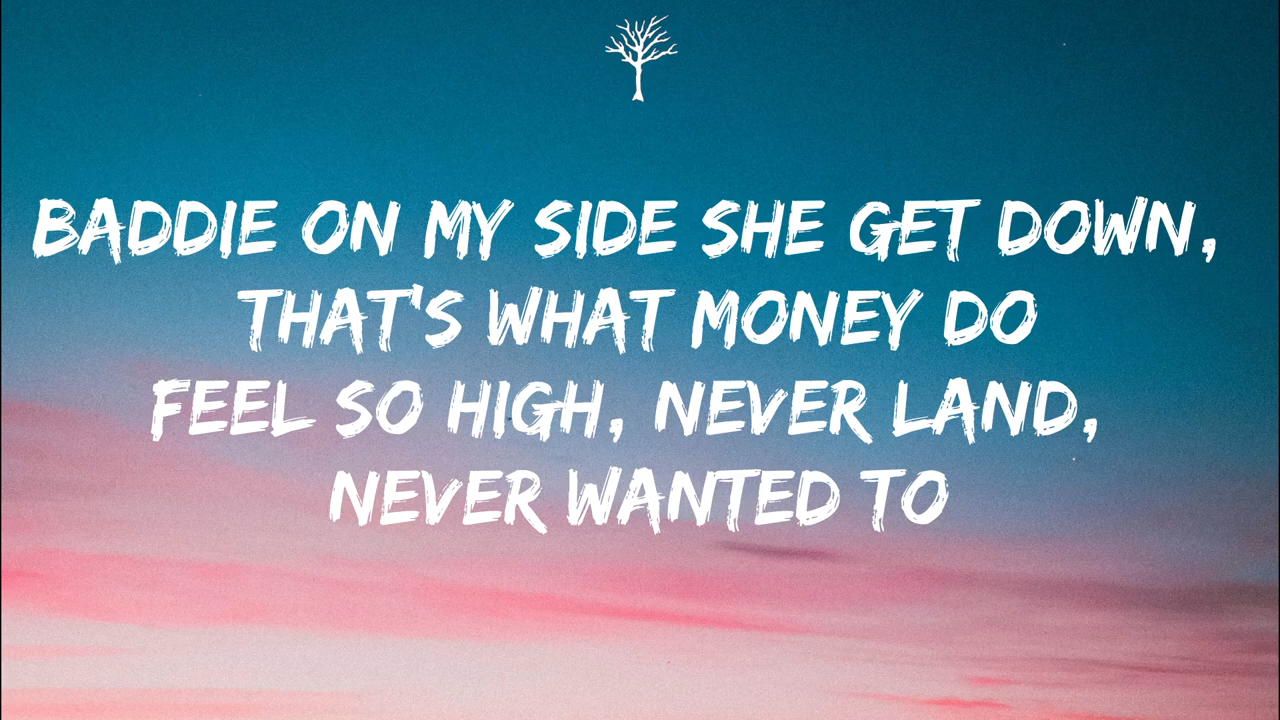 BADDIE ON MY SIDE SHE GET DOWN,
THAT'S WHAT MONEY DO
FEEL SO HIGH, NEVER LAND,
NEVER WANTED TO